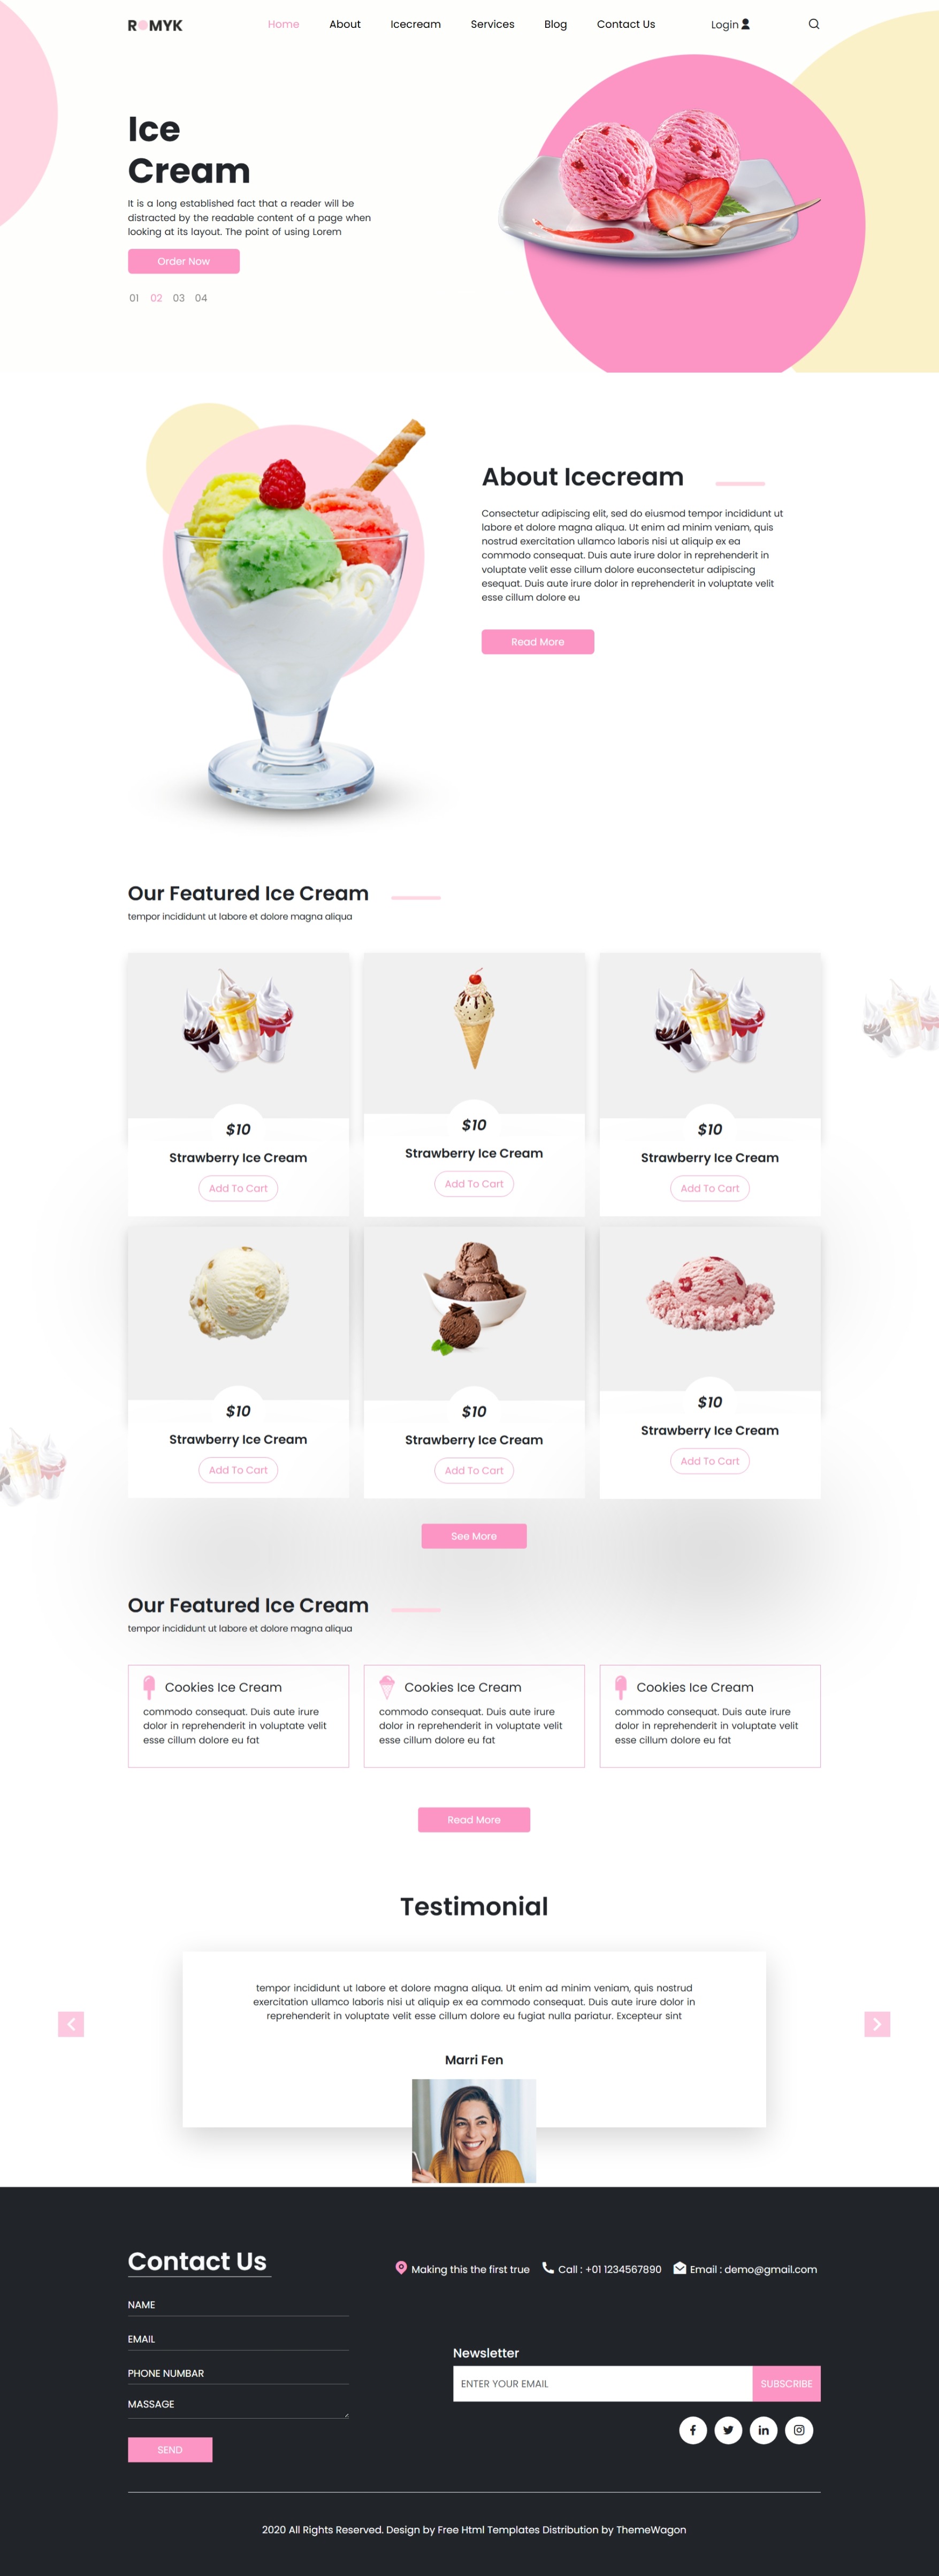 ROMYK
Home About Icecream Services Blog Contact Us Login
Ice
Cream
It is a long established fact that a reader will be
distracted by the readable content of a page when
looking at its layout. The point of using Lorem
Order Now
01 02 03 04
About Icecream
Consectetur adipiscing elit, sed do eiusmod tempor incididunt ut
labore et dolore magna aliqua. Ut enim ad minim veniam, quis
nostrud exercitation ullamco laboris nisi ut aliquip ex ea
commodo consequat. Duis aute irure dolor in reprehenderit in
voluptate velit esse cillum dolore euconsectetur adipiscing
esequat. Duis aute irure dolor in reprehenderit in voluptate velit
esse cillum dolore eu
Read More
Our Featured Ice Cream
tempor incididunt ut labore et dolore magna aliqua
$10 $10 $10
Strawberry Ice Cream Strawberry Ice Cream Strawberry Ice Cream
Add To Cart Add To Cart Add To Cart
$10 $10 $10
Strawberry Ice Cream Strawberry Ice Cream Strawberry Ice Cream
Add To Cart Add To Cart Add To Cart
See More
Our Featured Ice Cream
tempor incididunt ut labore et dolore magna aliqua
Cookies Ice Cream
commodo consequat. Duis aute irure
dolor in reprehenderit in voluptate velit
esse cillum dolore eu fat
Cookies Ice Cream
commodo consequat. Duis aute irure
dolor in reprehenderit in voluptate velit
esse cillum dolore eu fat
Cookies Ice Cream
commodo consequat. Duis aute irure
dolor in reprehenderit in voluptate velit
esse cillum dolore eu fat
Read More
Testimonial
tempor incididunt ut labore et dolore magna aliqua. Ut enim ad minim veniam, quis nostrud
exercitation ullamco laboris nisi ut aliquip ex ea commodo consequat. Duis aute irure dolor in
reprehenderit in voluptate velit esse cillum dolore eu fugiat nulla pariatur. Excepteur sint
Marri Fen
Contact Us
Making this the first true Call : +01 1234567890 Email : demo@gmail.com
NAME
EMAIL
PHONE NUMBAR
MASSAGE
SEND
Newsletter
ENTER YOUR EMAIL SUBSCRIBE
2020 All Rights Reserved. Design by Free Html Templates Distribution by ThemeWagon